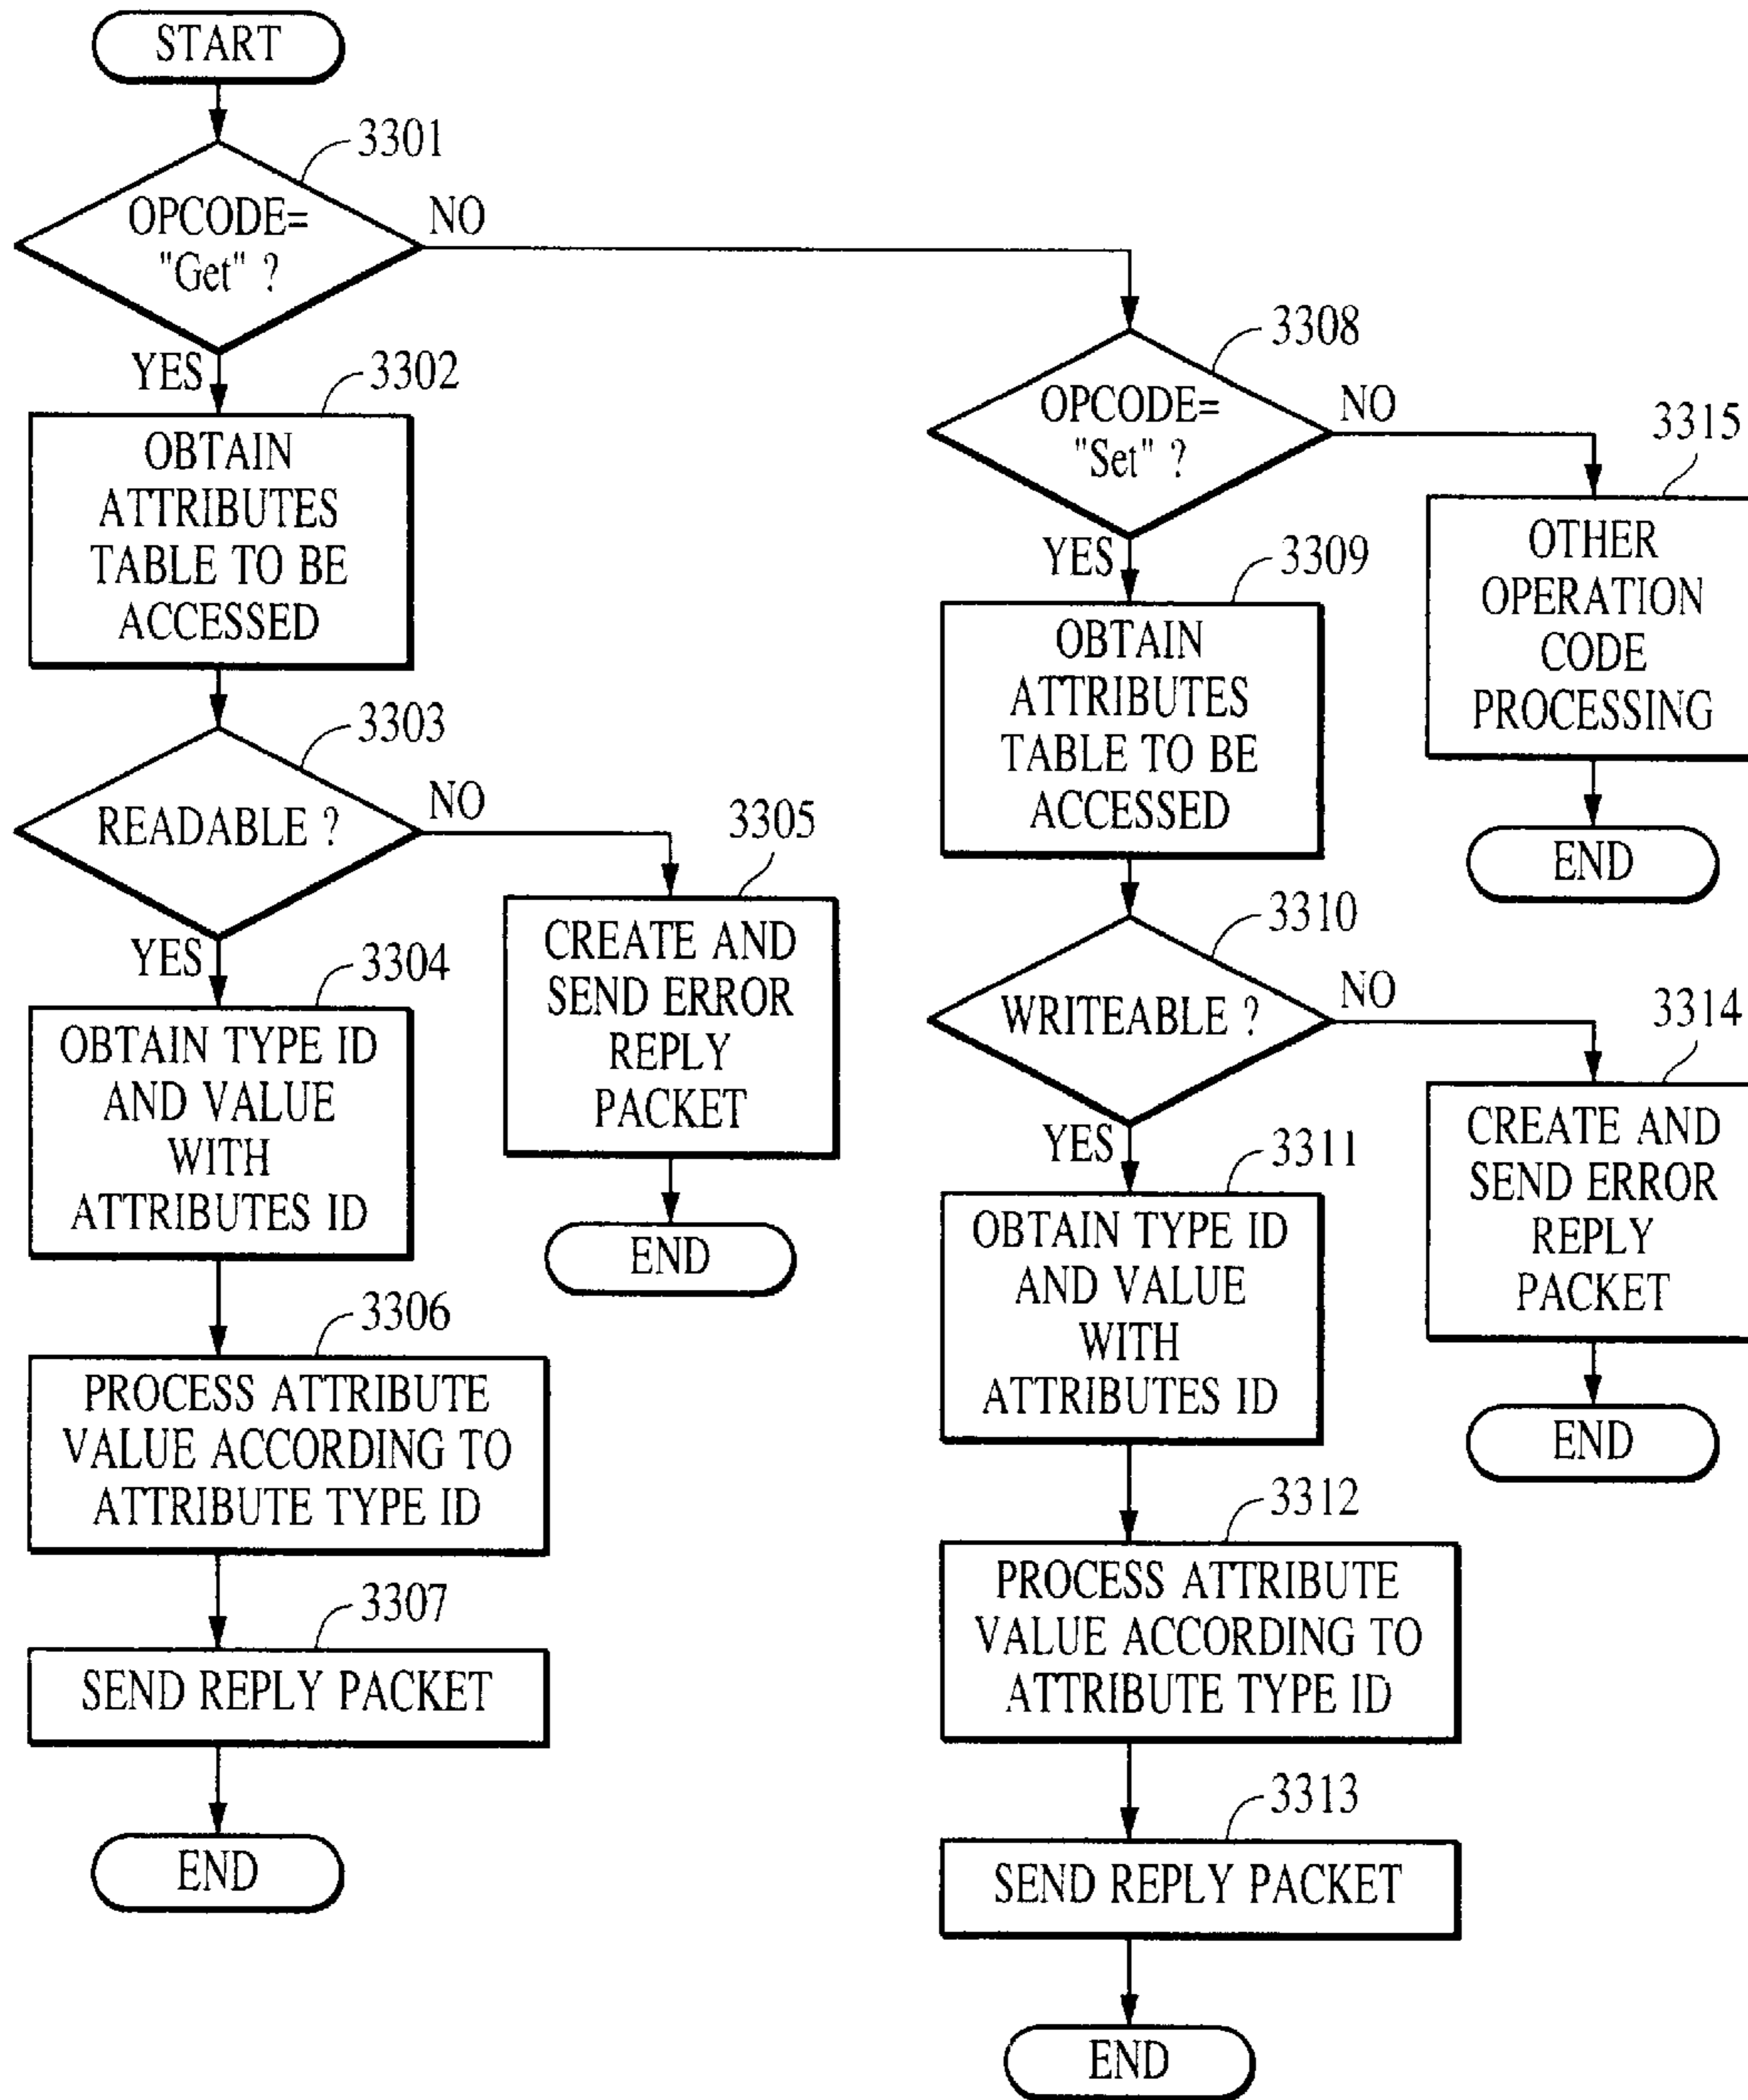 START
3301
OPCODE=
"Get" ?
NO
YES
3302
OBTAIN
ATTRIBUTES
TABLE TO BE
ACCESSED
3303
READABLE ?
NO
YES
3304
OBTAIN TYPE ID
AND VALUE
WITH
ATTRIBUTES ID
3305
CREATE AND
SEND ERROR
REPLY
PACKET
END
3306
PROCESS ATTRIBUTE
VALUE ACCORDING TO
ATTRIBUTE TYPE ID
3307
SEND REPLY PACKET
END
3308
OPCODE=
"Set" ?
NO
YES
3315
OTHER
OPERATION
CODE
PROCESSING
END
3309
OBTAIN
ATTRIBUTES
TABLE TO BE
ACCESSED
3310
WRITEABLE ?
NO
YES
3314
CREATE AND
SEND ERROR
REPLY
PACKET
END
3311
OBTAIN TYPE ID
AND VALUE
WITH
ATTRIBUTES ID
3312
PROCESS ATTRIBUTE
VALUE ACCORDING TO
ATTRIBUTE TYPE ID
3313
SEND REPLY PACKET
END